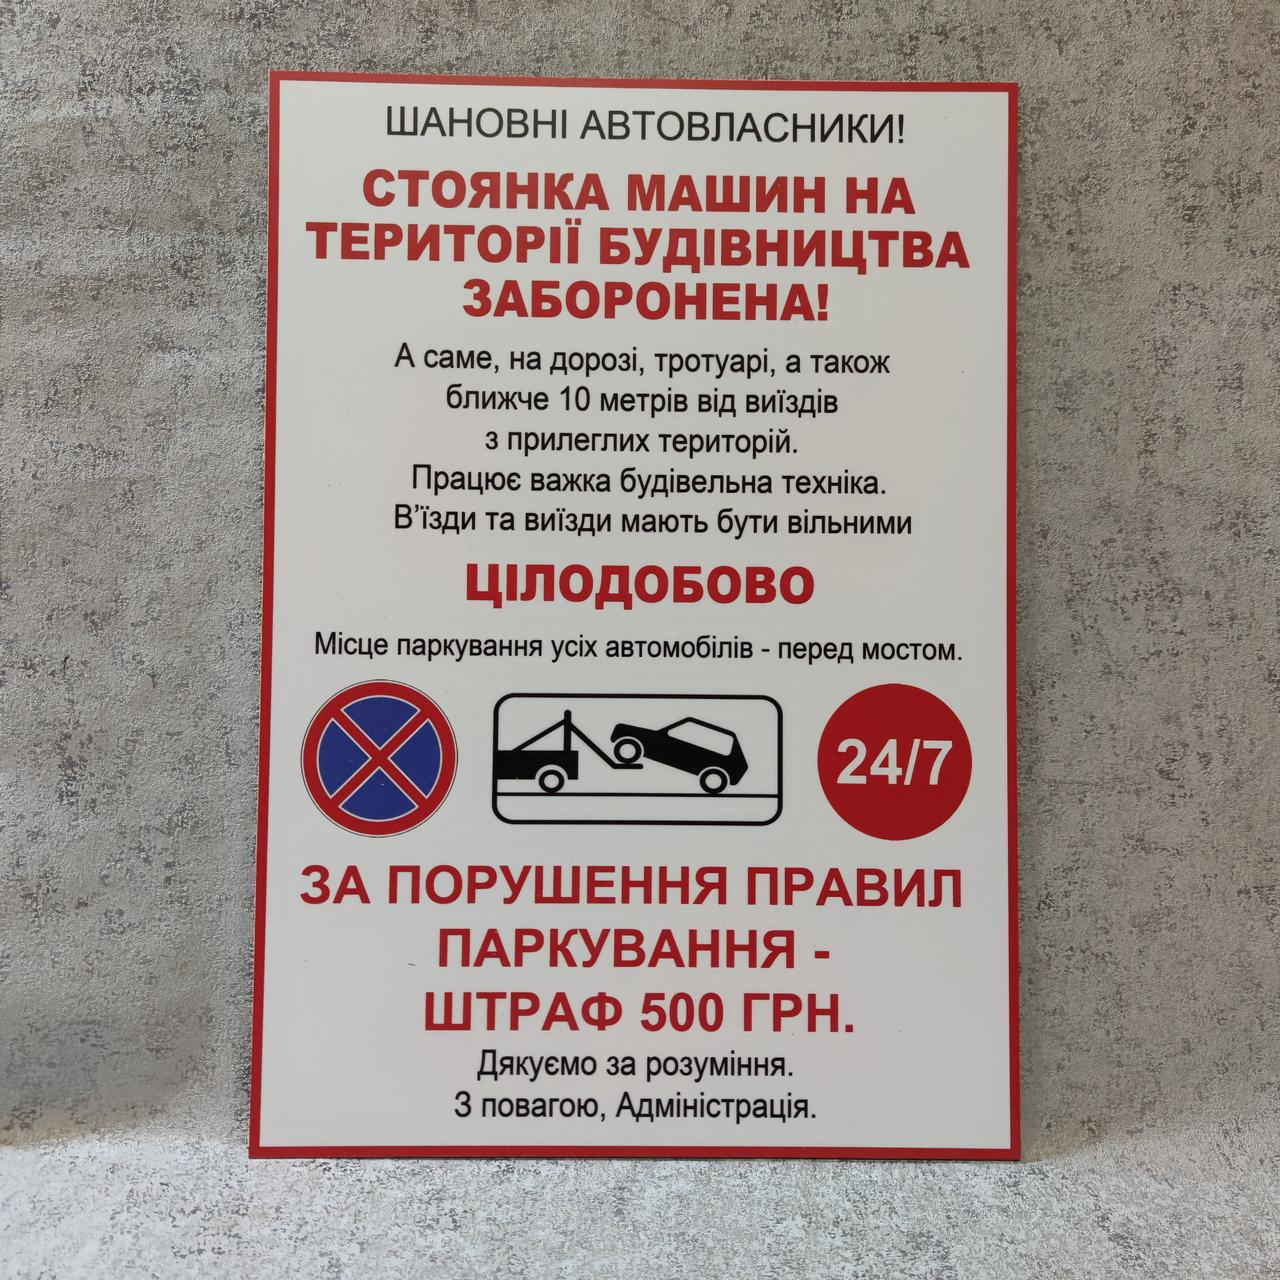 ШАНОВНІ АВТОВЛАСНИКИ!
СТОЯНКА МАШИН НА
ТЕРИТОРІЇ БУДІВНИЦТВА
ЗАБОРОНЕНА!
А саме, на дорозі, тротуарі, а також
ближче 10 метрів від виїздів
з прилеглих територій.
Працює важка будівельна техніка.
В’їзди та виїзди мають бути вільними
ЦІЛОДОБОВО
Місце паркування усіх автомобілів - перед мостом.
24/7
ЗА ПОРУШЕННЯ ПРАВИЛ
ПАРКУВАННЯ -
ШТРАФ 500 ГРН.
Дякуємо за розуміння.
З повагою, Адміністрація.